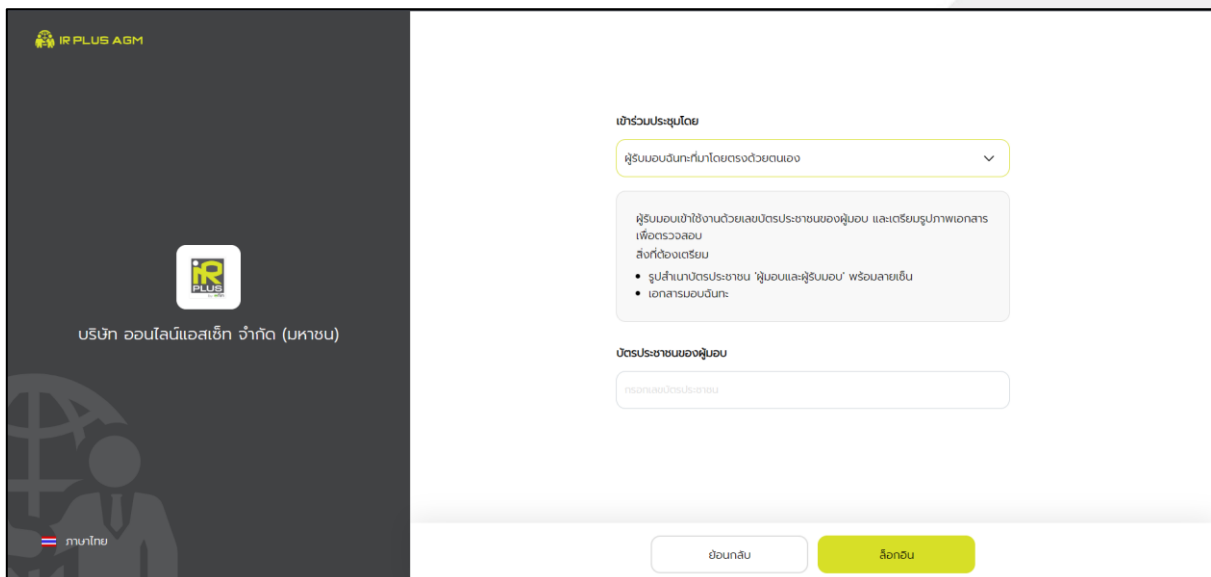 IR PLUS AGM
เข้าร่วมประชุมโดย
ผู้รับมอบฉันทะที่มาโดยตรงด้วยตนเอง
ผู้รับมอบเข้าใช้งานด้วยเลขบัตรประชาชนของผู้มอบ และเตรียมรูปภาพเอกสาร
เพื่อตรวจสอบ
สิ่งที่ต้องเตรียม
• รูปสำเนาบัตรประชาชน 'ผู้มอบและผู้รับมอบ' พร้อมลายเซ็น
• เอกสารมอบฉันทะ
iR
PLUS
บริษัท ออนไลน์แอสเซ็ท จำกัด (มหาชน)
บัตรประชาชนของผู้มอบ
กรอกเลขบัตรประชาชน
ภาษาไทย
ย้อนกลับ
ล็อกอิน